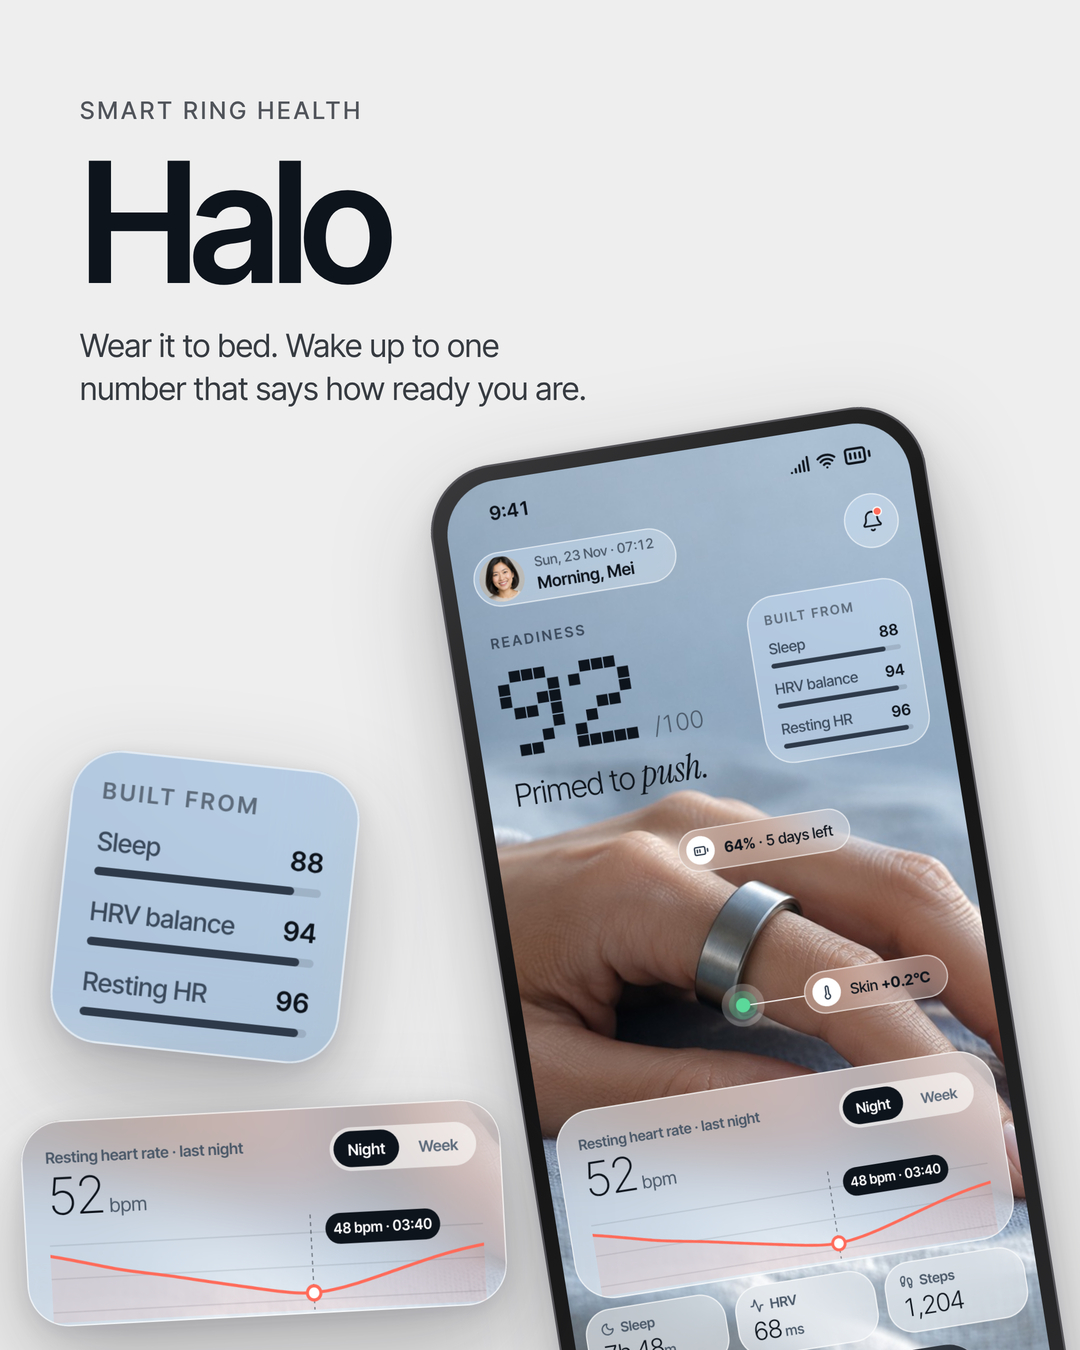 SMART RING HEALTH
Halo
Wear it to bed. Wake up to one
number that says how ready you are.
9:41
Sun, 23 Nov · 07:12
Morning, Mei
READINESS
92 /100
Primed to push.
BUILT FROM
Sleep 88
HRV balance 94
Resting HR 96
64% · 5 days left
Skin +0.2°C
Resting heart rate · last night
Night Week
52 bpm
48 bpm · 03:40
Sleep
HRV
68 ms
Steps
1,204
BUILT FROM
Sleep 88
HRV balance 94
Resting HR 96
Resting heart rate · last night
Night Week
52 bpm
48 bpm · 03:40